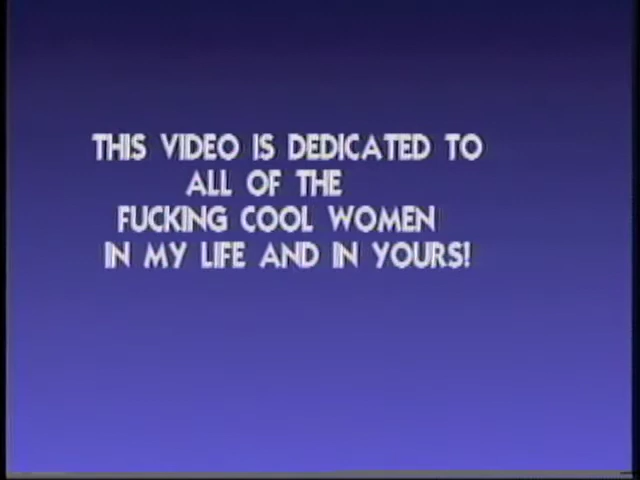 THIS VIDEO IS DEDICATED TO
ALL OF THE
FUCKING COOL WOMEN
IN MY LIFE AND IN YOURS!